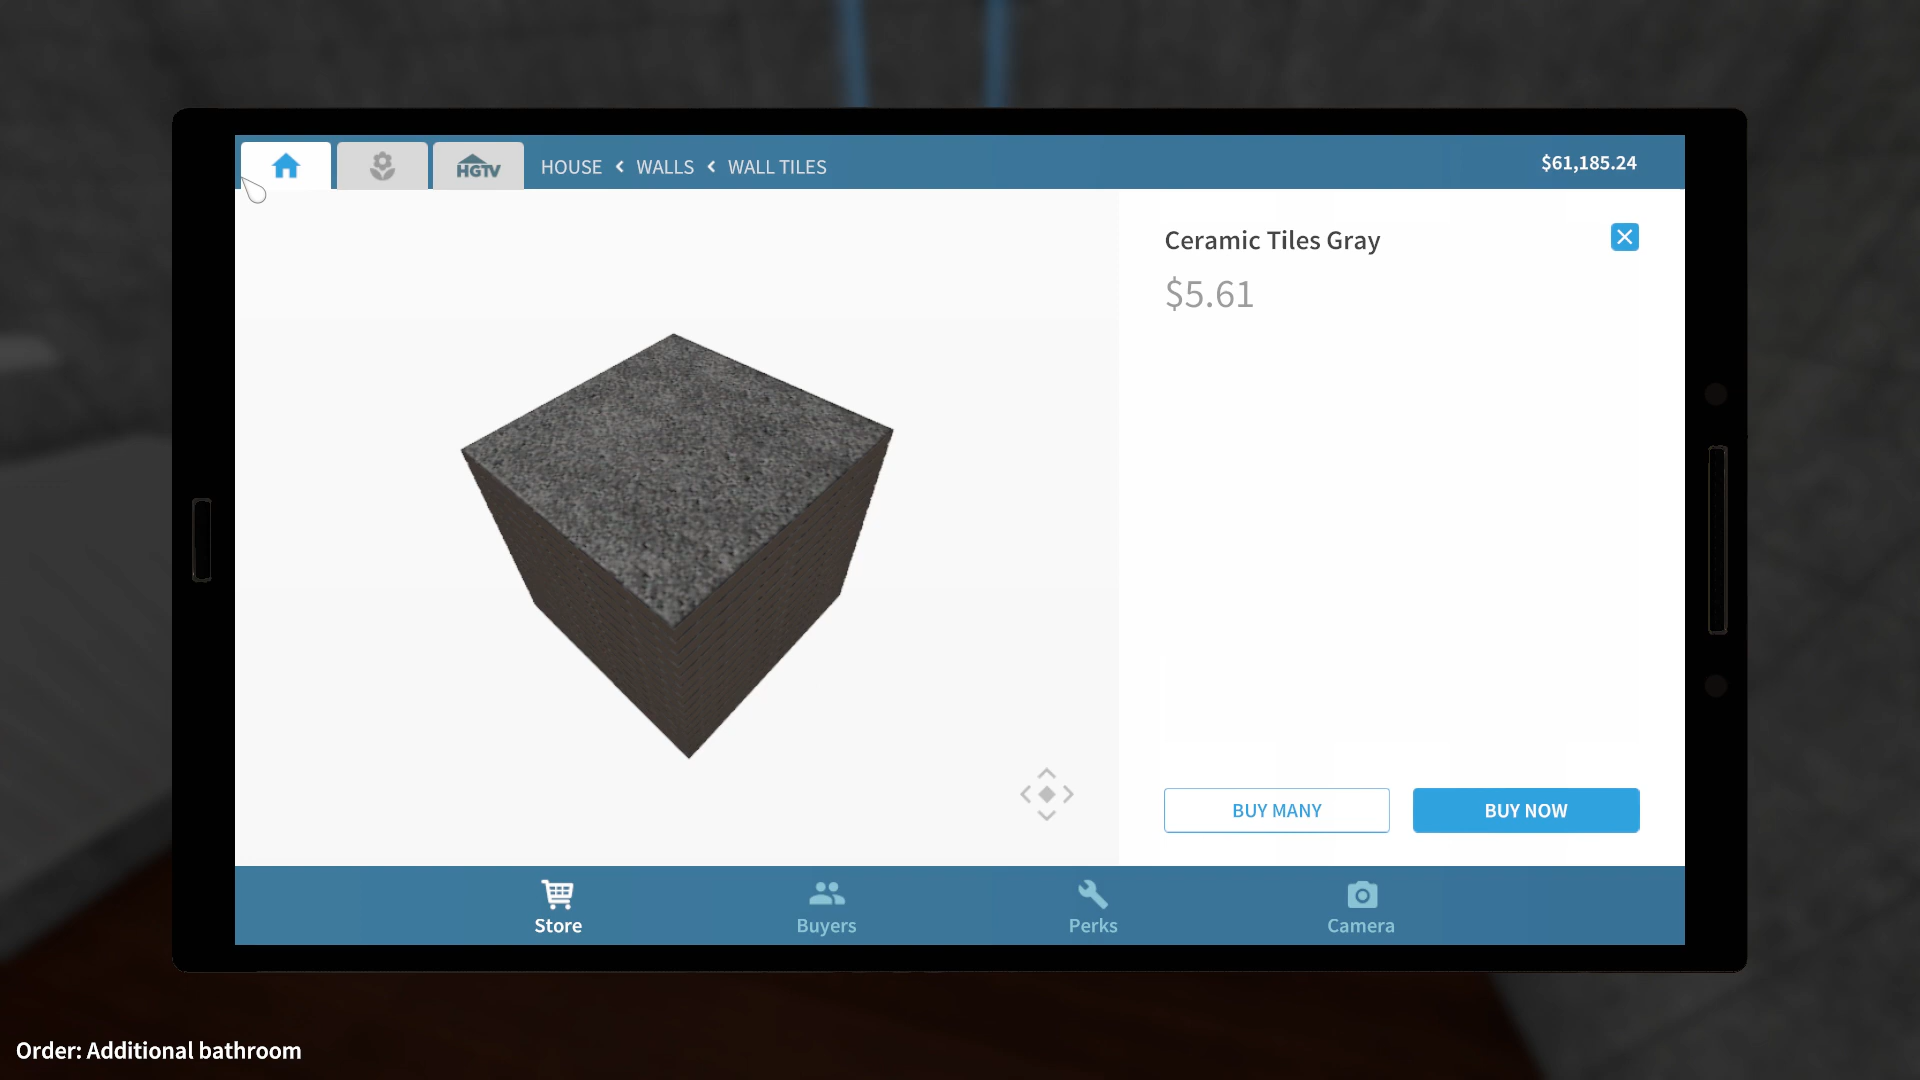 HGTV
HOUSE < WALLS < WALL TILES
$61,185.24
Ceramic Tiles Gray
$5.61
BUY MANY
BUY NOW
Store
Buyers
Perks
Camera
Order: Additional bathroom